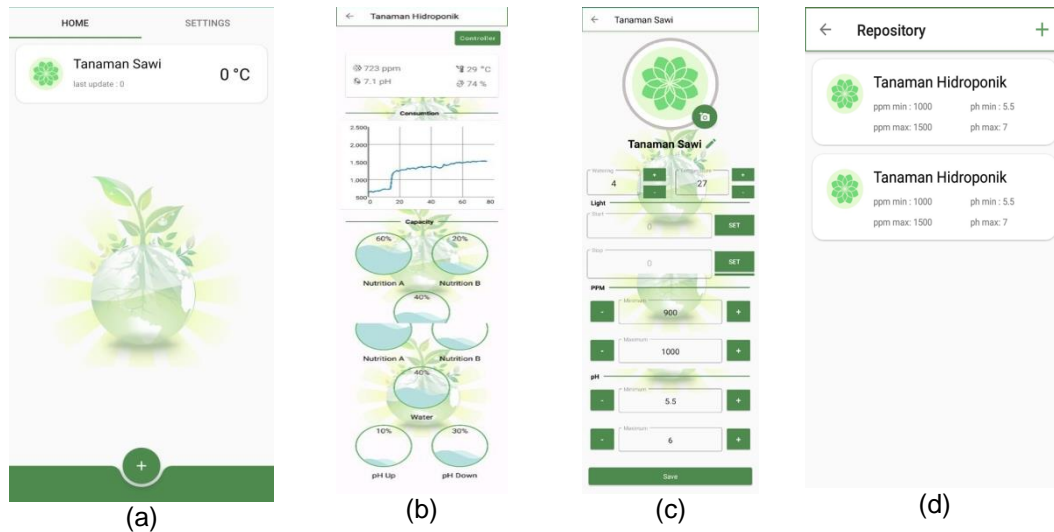 HOME SETTINGS
Tanaman Sawi
last update : 0
0 °C
+
(a)
Tanaman Hidroponik
Controller
723 ppm 29 °C
7.1 pH 74 %
Consumtion
2.500
2.000
1.500
1.000
500
0 20 40 60 80
Capacity
60% 20%
Nutrition A Nutrition B
40%
Nutrition A Nutrition B
40%
Water
10% 30%
pH Up pH Down
(b)
Tanaman Sawi
Tanaman Sawi
Watering Temperature
4 + - 27 + -
Light
Start
0 SET
Stop
0 SET
PPM
Minimum
- 900 +
Maximum
- 1000 +
pH
Minimum
- 5.5 +
Maximum
- 6 +
Save
(c)
Repository +
Tanaman Hidroponik
ppm min : 1000 ph min : 5.5
ppm max: 1500 ph max: 7
Tanaman Hidroponik
ppm min : 1000 ph min : 5.5
ppm max: 1500 ph max: 7
(d)